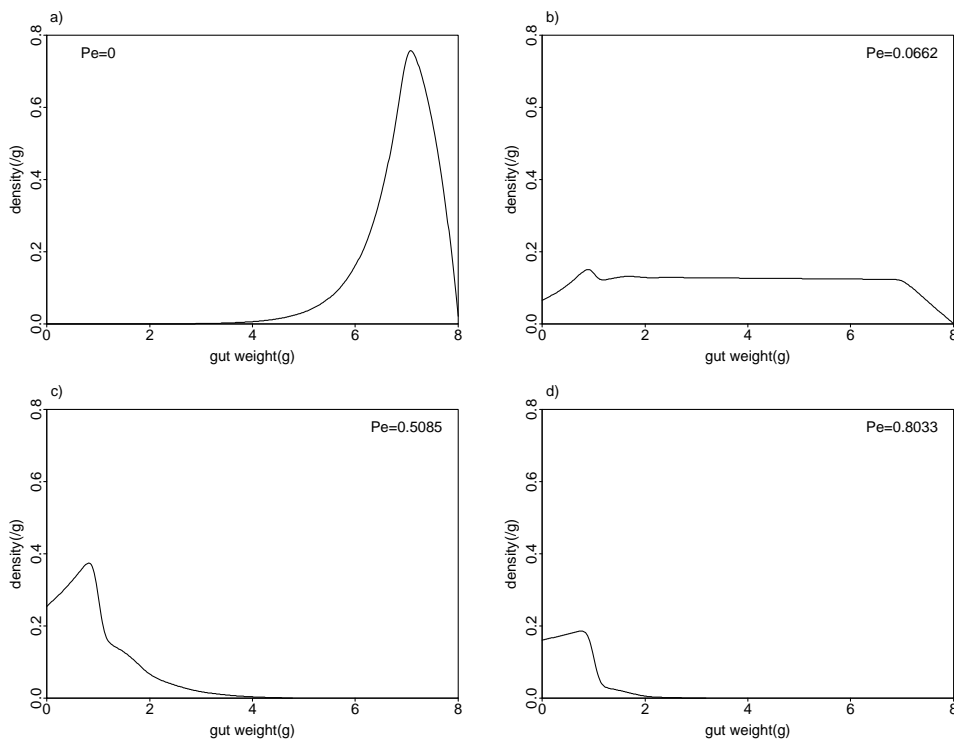 a)
Pe=0
density(/g)
0.0 0.2 0.4 0.6 0.8
0 2 4 6 8
gut weight(g)
b)
Pe=0.0662
density(/g)
0.0 0.2 0.4 0.6 0.8
0 2 4 6 8
gut weight(g)
c)
Pe=0.5085
density(/g)
0.0 0.2 0.4 0.6 0.8
0 2 4 6 8
gut weight(g)
d)
Pe=0.8033
density(/g)
0.0 0.2 0.4 0.6 0.8
0 2 4 6 8
gut weight(g)